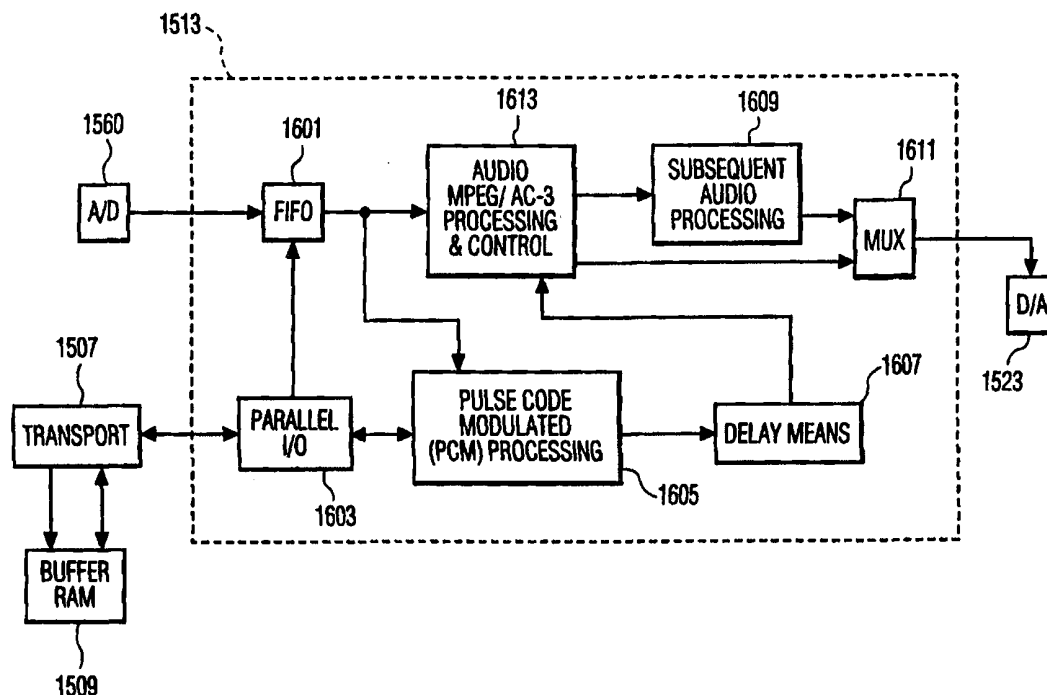 1513
1560
A/D
1601
FIFO
1613
AUDIO
MPEG/ AC-3
PROCESSING
& CONTROL
1609
SUBSEQUENT
AUDIO
PROCESSING
1611
MUX
D/A
1523
1507
TRANSPORT
PARALLEL
I/O
1603
PULSE CODE
MODULATED
(PCM) PROCESSING
1605
1607
DELAY MEANS
BUFFER
RAM
1509